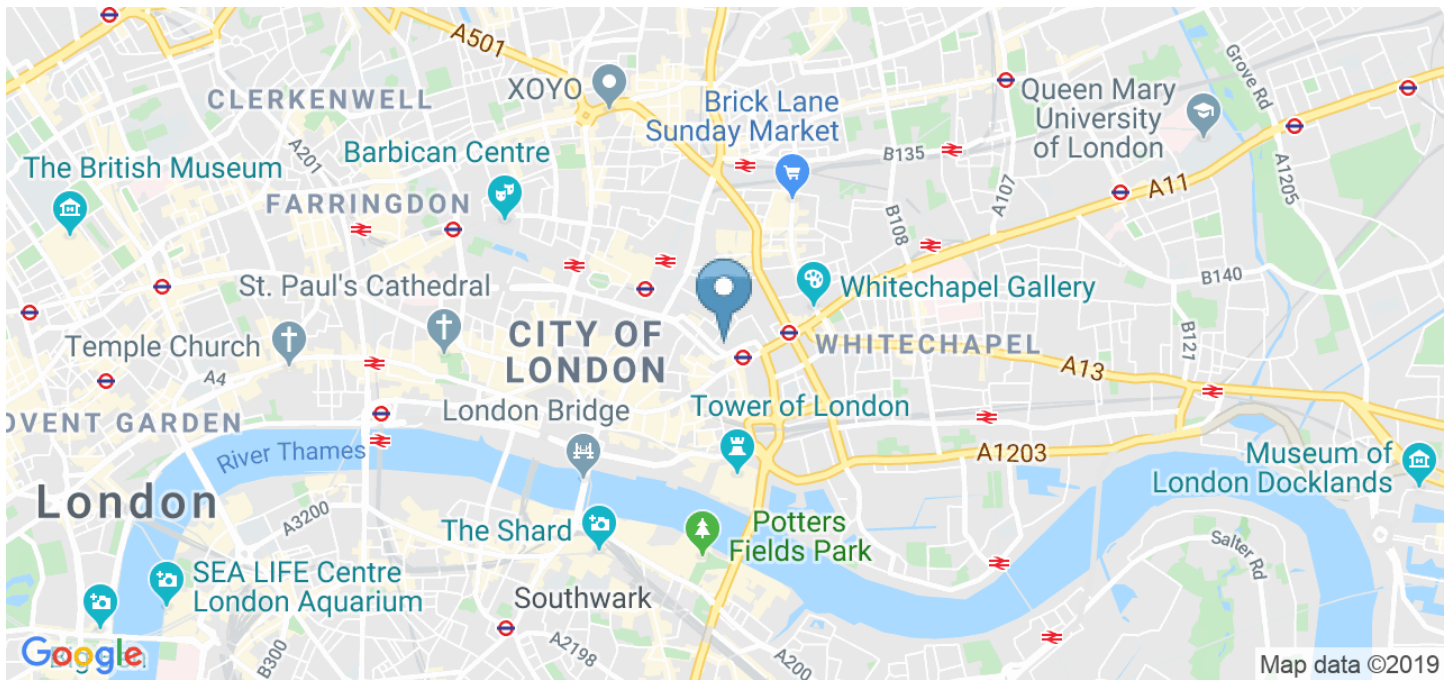 A501
XOYO
CLERKENWELL
Brick Lane
Sunday Market
Queen Mary
University
of London
Grove Rd
A201
Barbican Centre
B135
The British Museum
A107
A11
A1205
FARRINGDON
B108
St. Paul's Cathedral
Whitechapel Gallery
B140
CITY OF
LONDON
Temple Church
WHITECHAPEL
B121
A4
A13
OVENT GARDEN
London Bridge
Tower of London
River Thames
A1203
Museum of
London Docklands
London
A3200
The Shard
Potters
Fields Park
Salter Rd
SEA LIFE Centre
London Aquarium
Southwark
B300
A2198
A200
Google
Map data ©2019